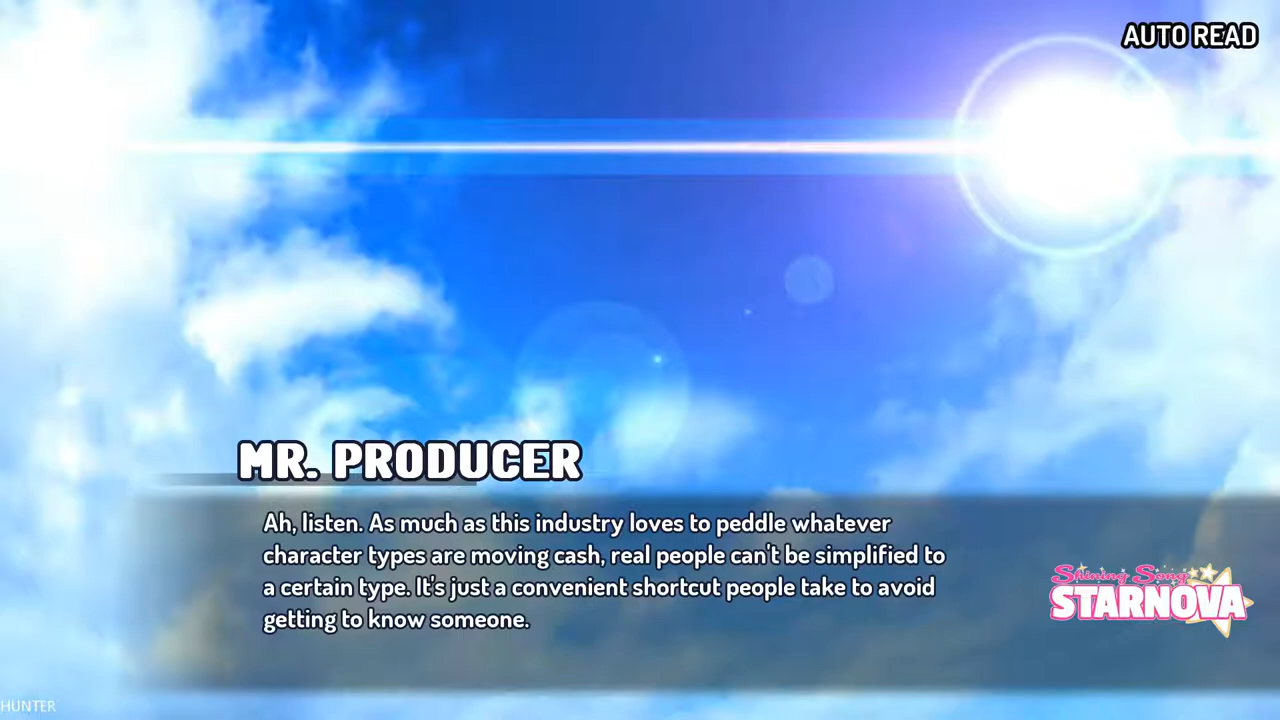 AUTO READ
MR. PRODUCER
Ah, listen. As much as this industry loves to peddle whatever
character types are moving cash, real people can't be simplified to
a certain type. It's just a convenient shortcut people take to avoid
getting to know someone.
Shining Song
STARNOVA
HUNTER